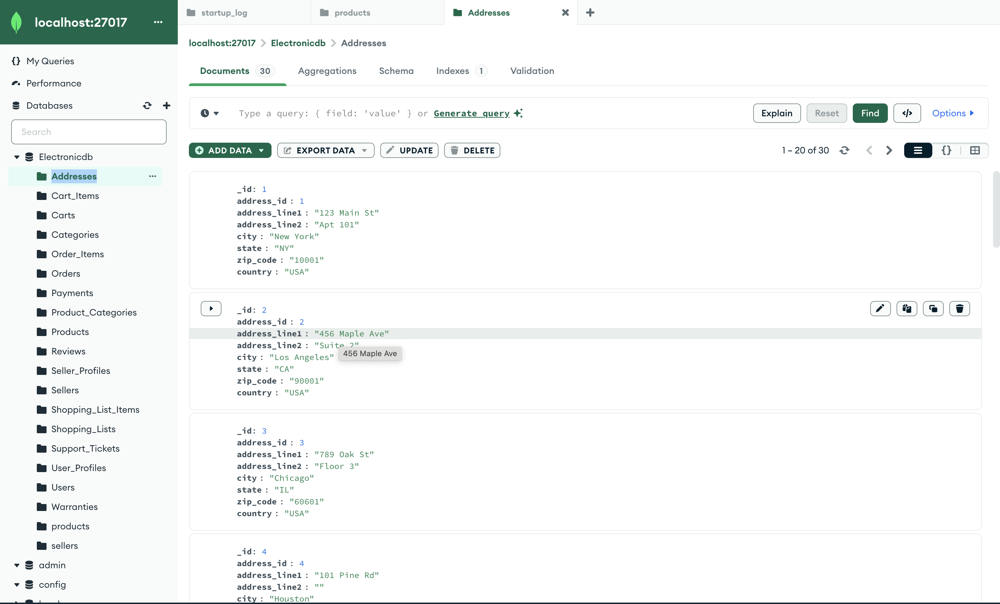 localhost:27017
My Queries
Performance
Databases
Search
Electronicdb
Addresses
Cart_Items
Carts
Categories
Order_Items
Orders
Payments
Product_Categories
Products
Reviews
Seller_Profiles
Sellers
Shopping_List_Items
Shopping_Lists
Support_Tickets
User_Profiles
Users
Warranties
products
sellers
admin
config
startup_log
products
Addresses
localhost:27017 > Electronicdb > Addresses
Documents 30 Aggregations Schema Indexes 1 Validation
Type a query: { field: 'value' } or Generate query
Explain Reset Find </> Options
ADD DATA EXPORT DATA UPDATE DELETE 1 – 20 of 30 {}
_id: 1
address_id : 1
address_line1 : "123 Main St"
address_line2 : "Apt 101"
city : "New York"
state : "NY"
zip_code : "10001"
country : "USA"
_id: 2
address_id : 2
address_line1 : "456 Maple Ave"
address_line2 : "Suite 2"
456 Maple Ave
city : "Los Angeles"
state : "CA"
zip_code : "90001"
country : "USA"
_id: 3
address_id : 3
address_line1 : "789 Oak St"
address_line2 : "Floor 3"
city : "Chicago"
state : "IL"
zip_code : "60601"
country : "USA"
_id: 4
address_id : 4
address_line1 : "101 Pine Rd"
address_line2 : ""
city : "Houston"